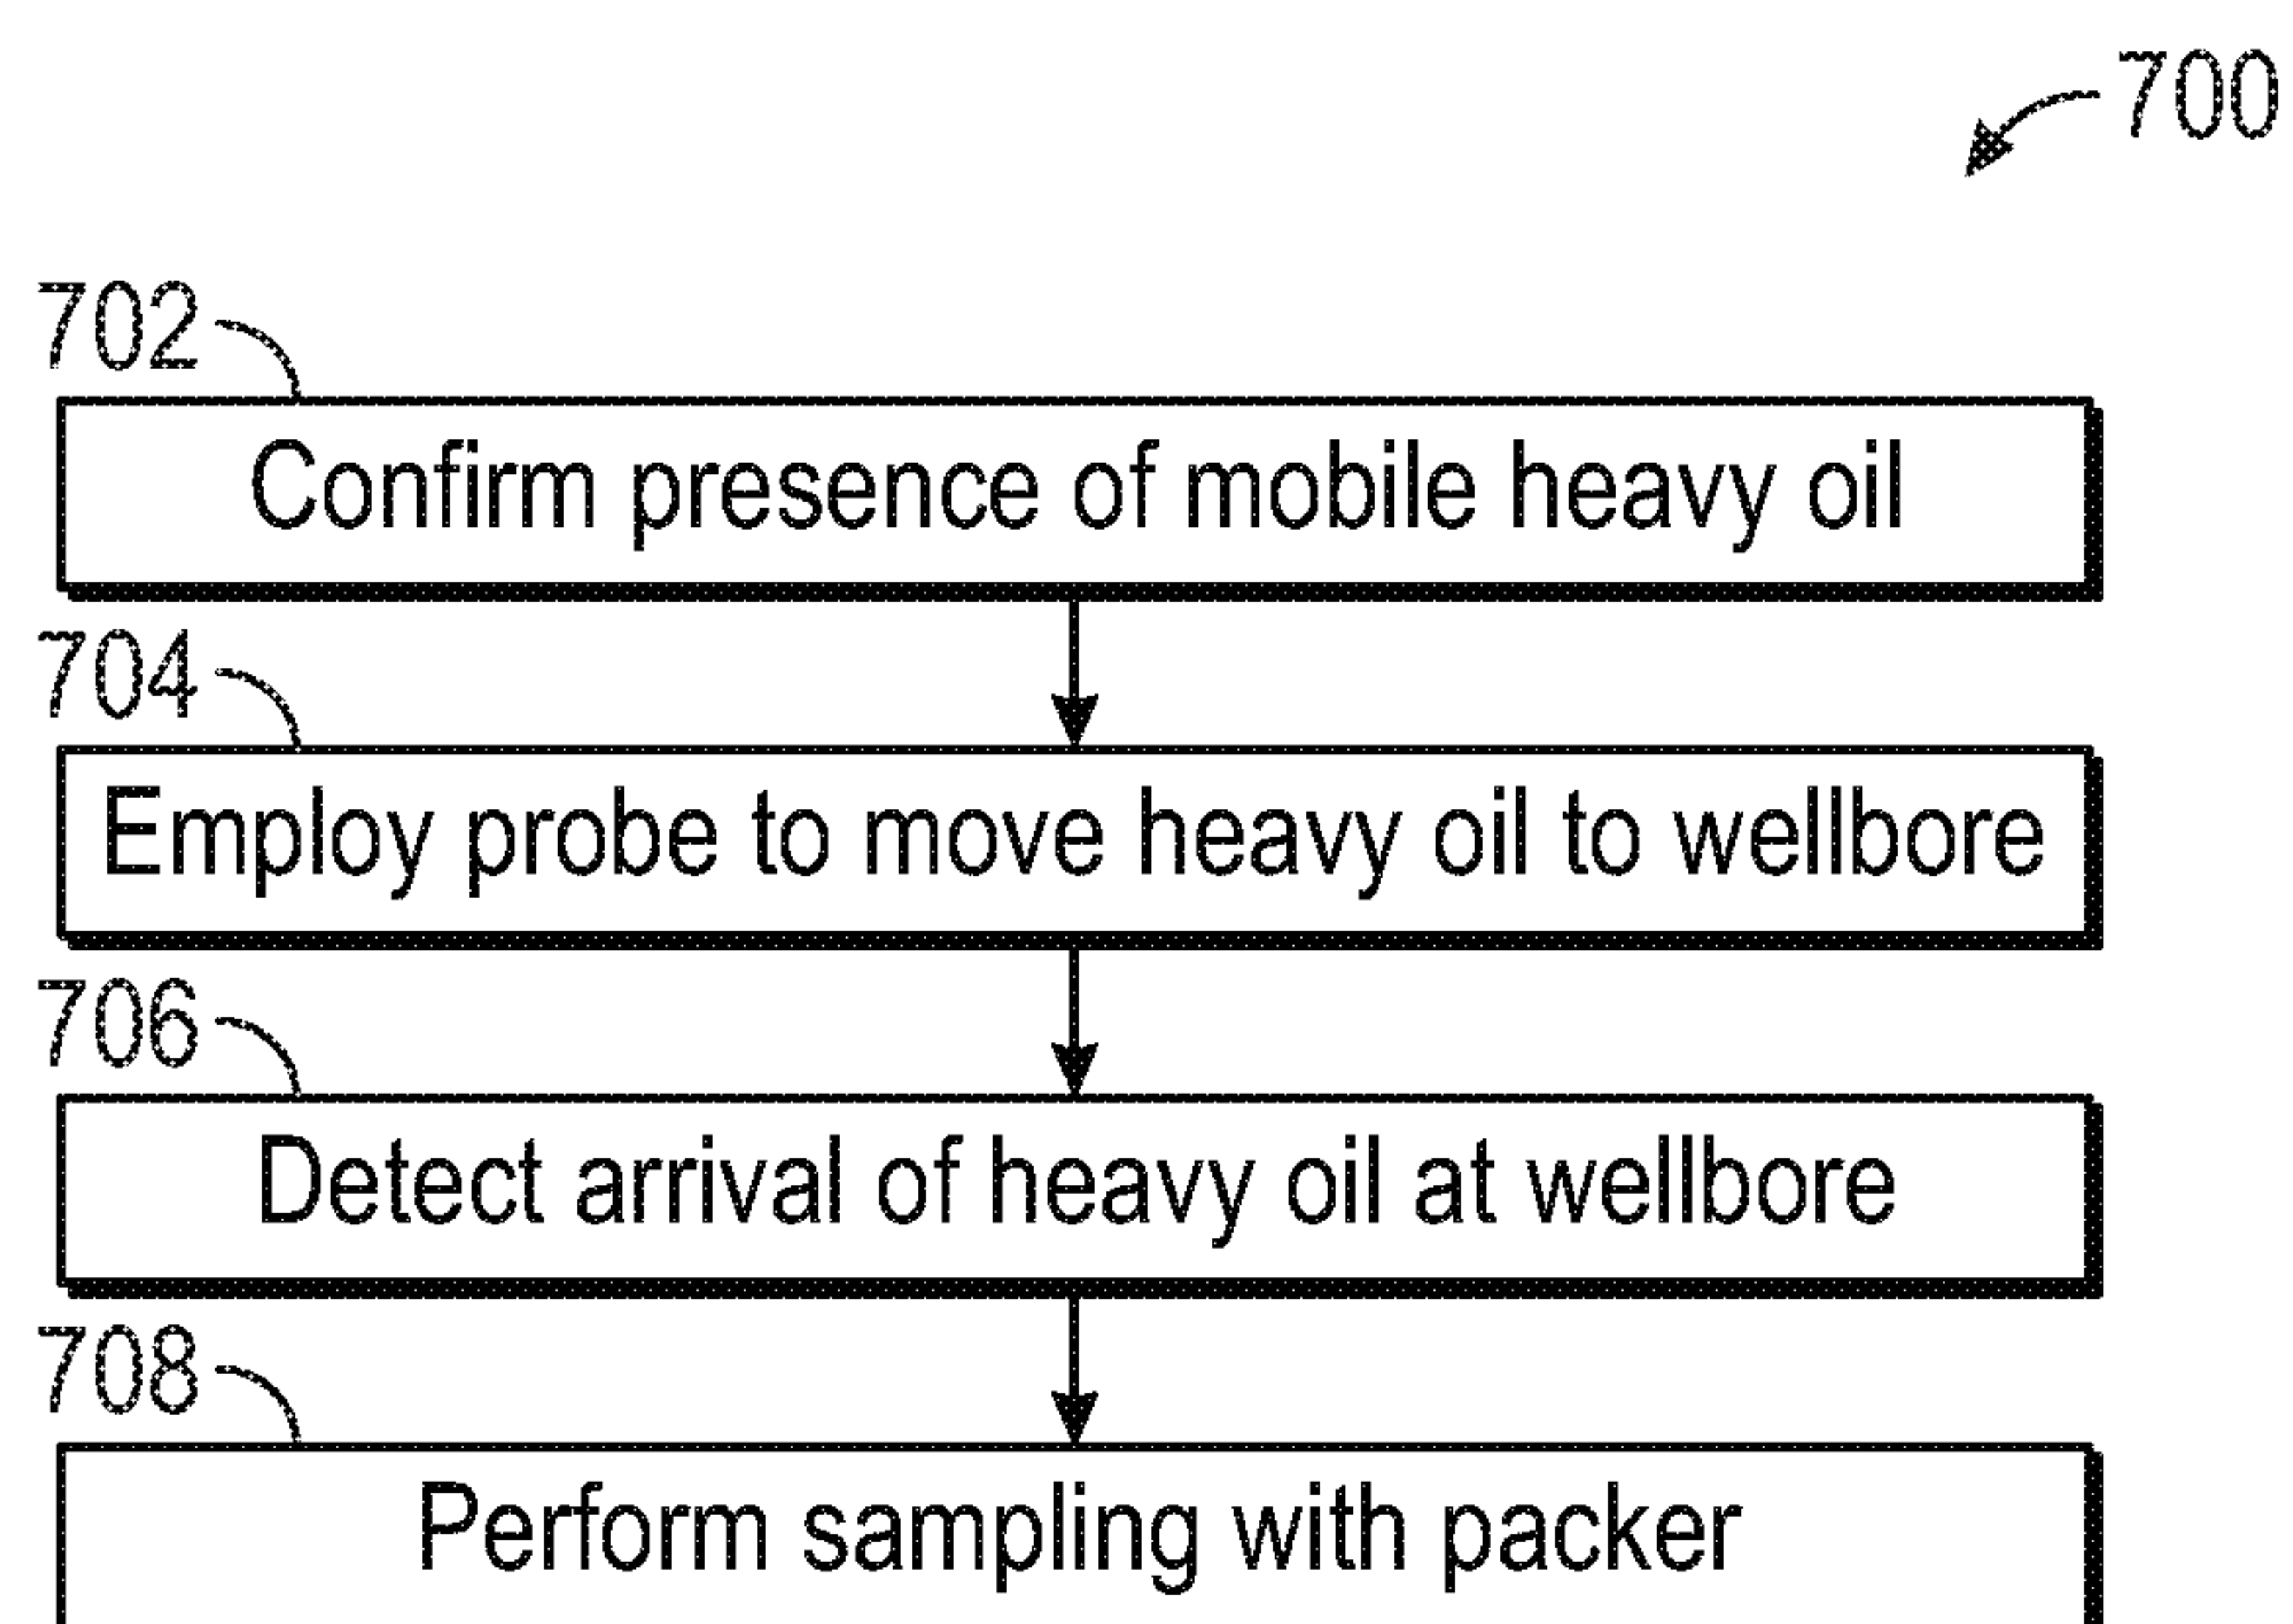 700
702
Confirm presence of mobile heavy oil
704
Employ probe to move heavy oil to wellbore
706
Detect arrival of heavy oil at wellbore
708
Perform sampling with packer